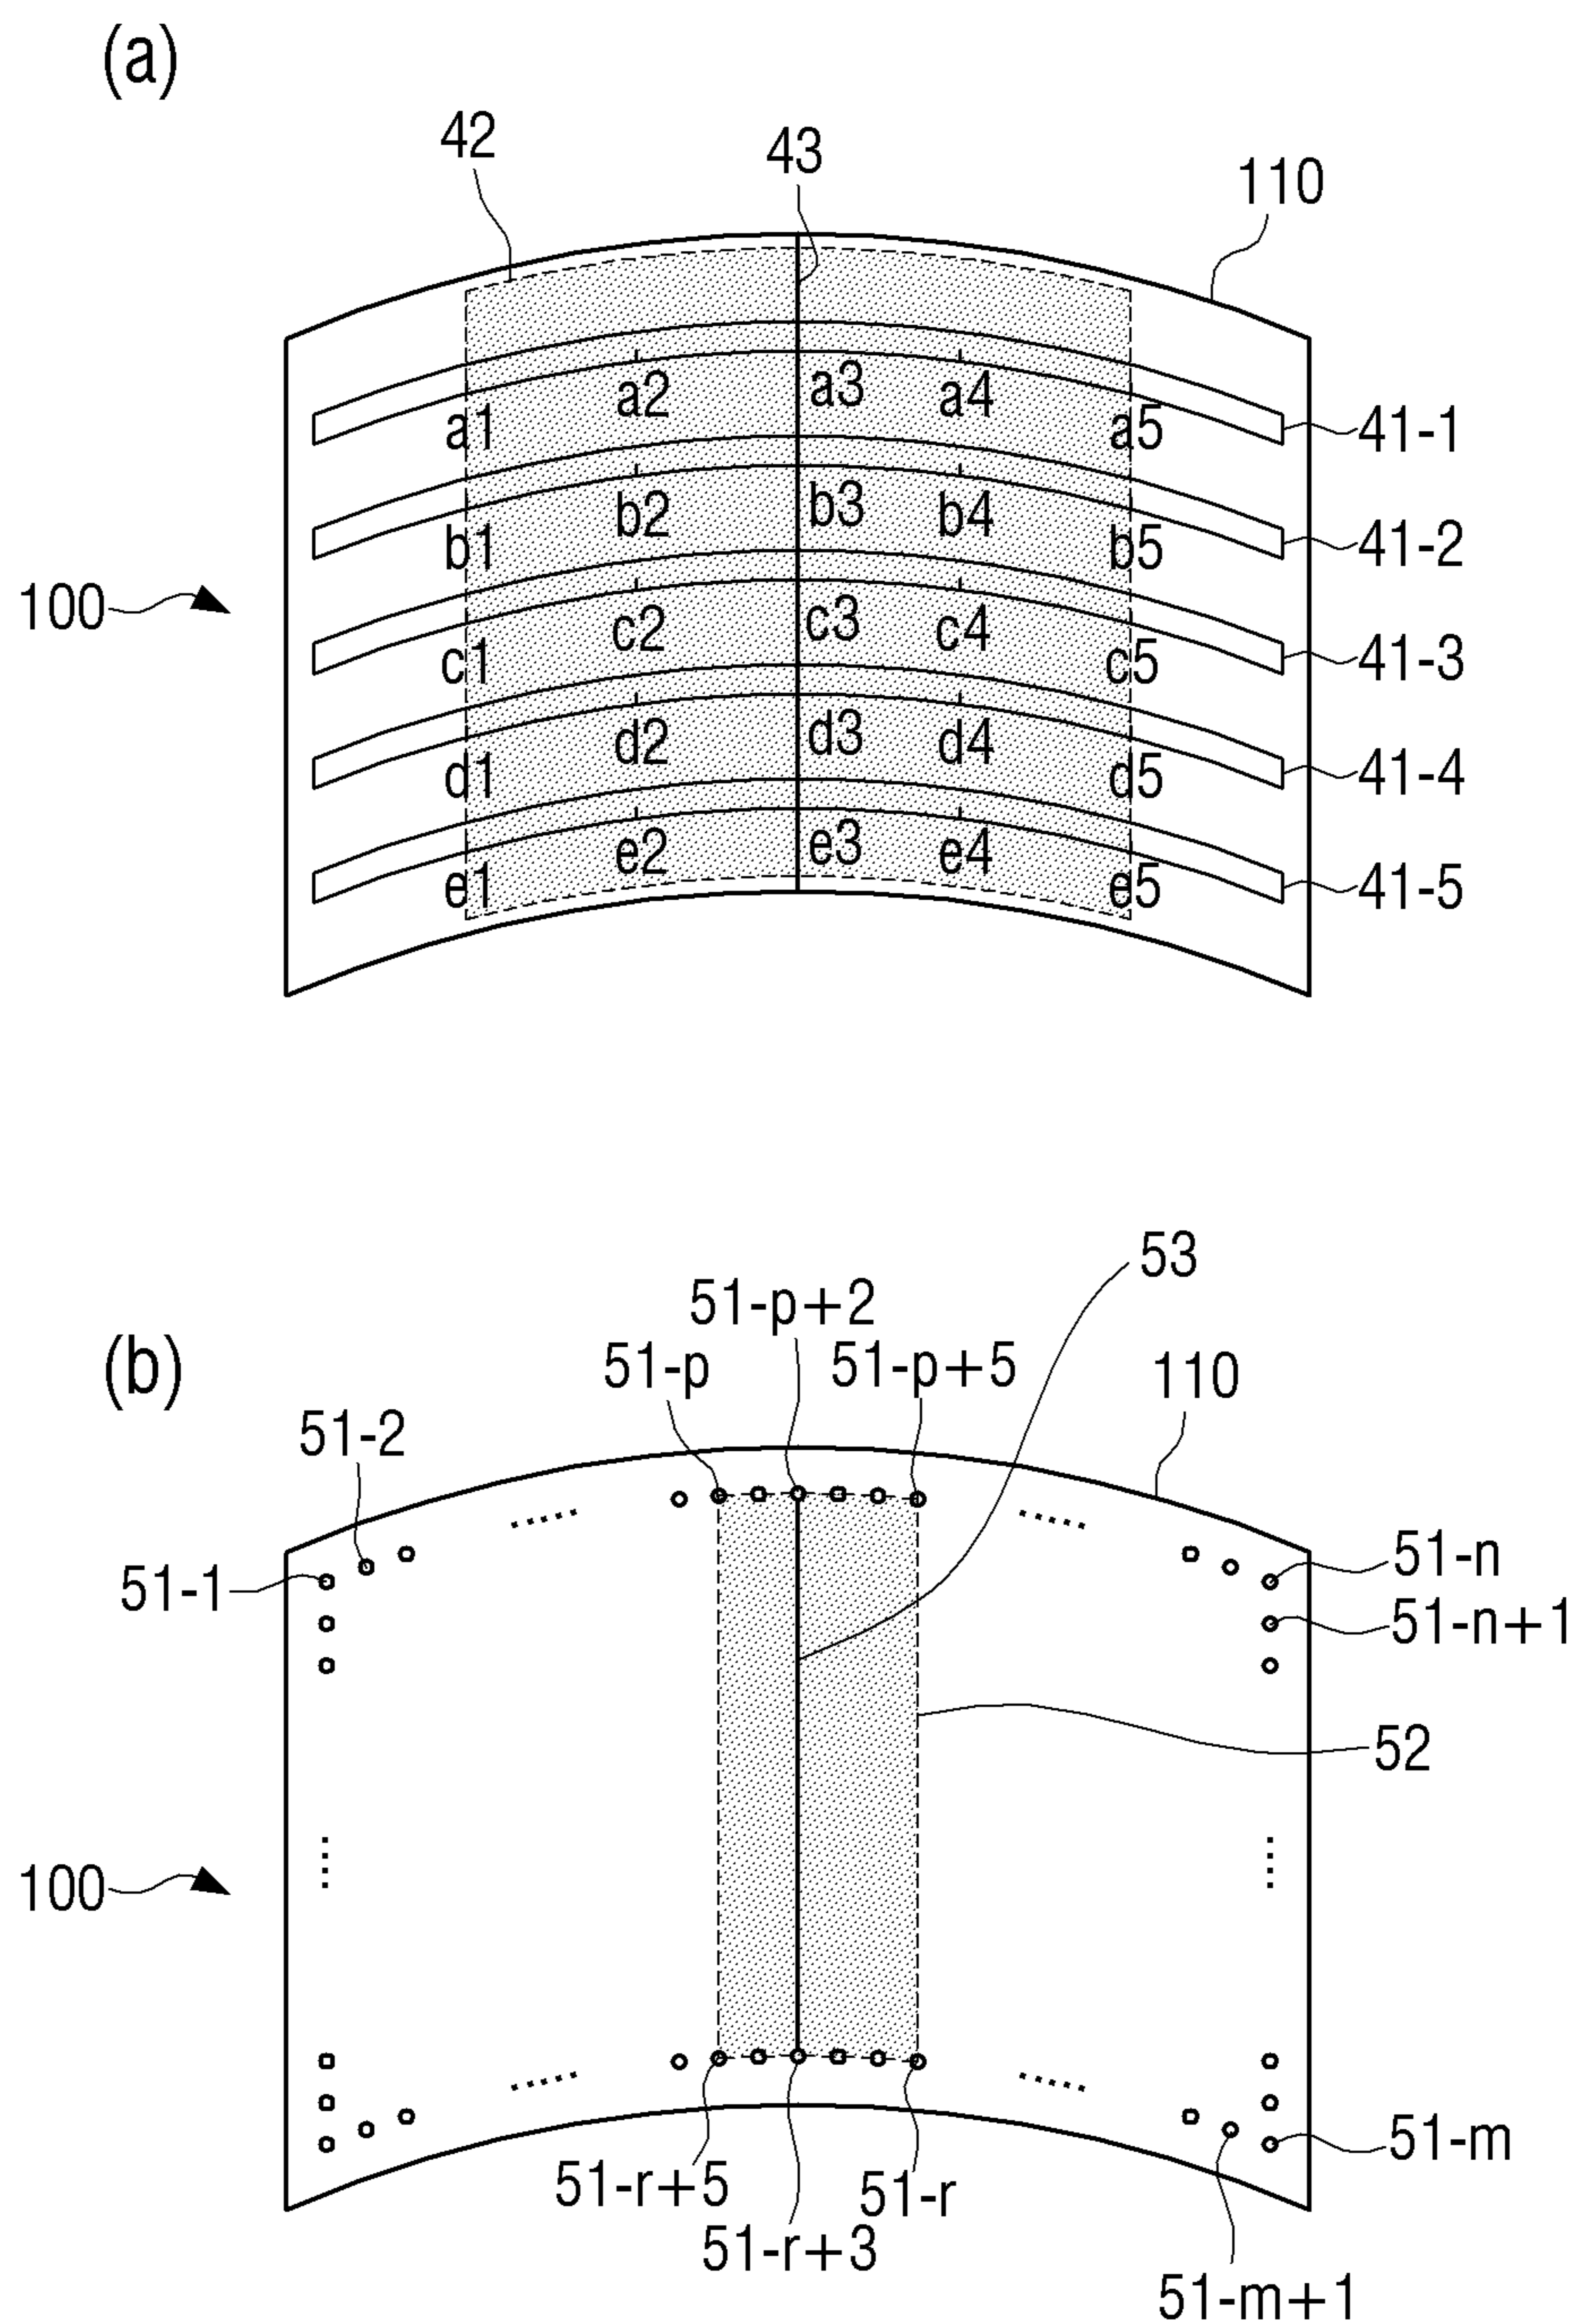 (a)
42
43
110
a1 a2 a3 a4 a5
41-1
b1 b2 b3 b4 b5
41-2
100
c1 c2 c3 c4 c5
41-3
d1 d2 d3 d4 d5
41-4
e1 e2 e3 e4 e5
41-5
(b)
53
51-p+2
51-p
51-p+5
110
51-2
51-1
51-n
51-n+1
52
100
51-m
51-r+5
51-r
51-r+3
51-m+1